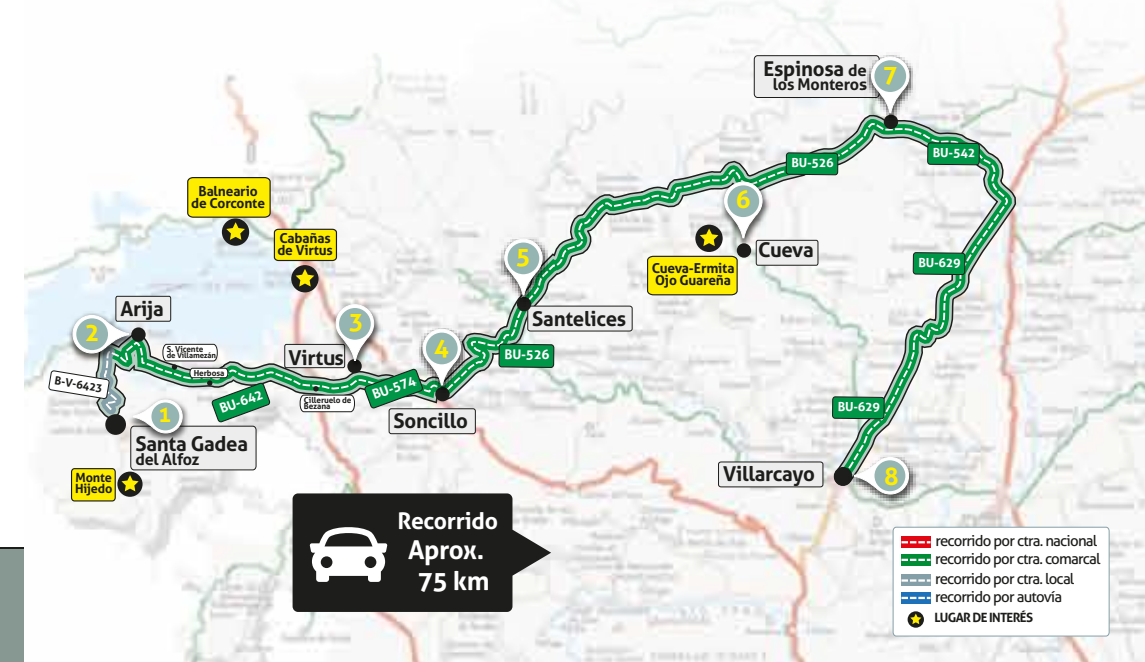 Espinosa de
los Monteros
7
BU-526
BU-542
Balneario
de Corconte
6
Cabañas
de Virtus
Cueva
BU-629
5
Cueva-Ermita
Ojo Guareña
Arija
Santelices
2
3
4
S. Vicente
de Villamezán
Virtus
BU-526
Herbosa
B-V-6423
BU-574
BU-642
Cilleruelo de
Bezana
1
Soncillo
BU-629
Santa Gadea
del Alfoz
Villarcayo
8
Monte
Hijedo
Recorrido
Aprox.
75 km
recorrido por ctra. nacional
recorrido por ctra. comarcal
recorrido por ctra. local
recorrido por autovía
LUGAR DE INTERÉS